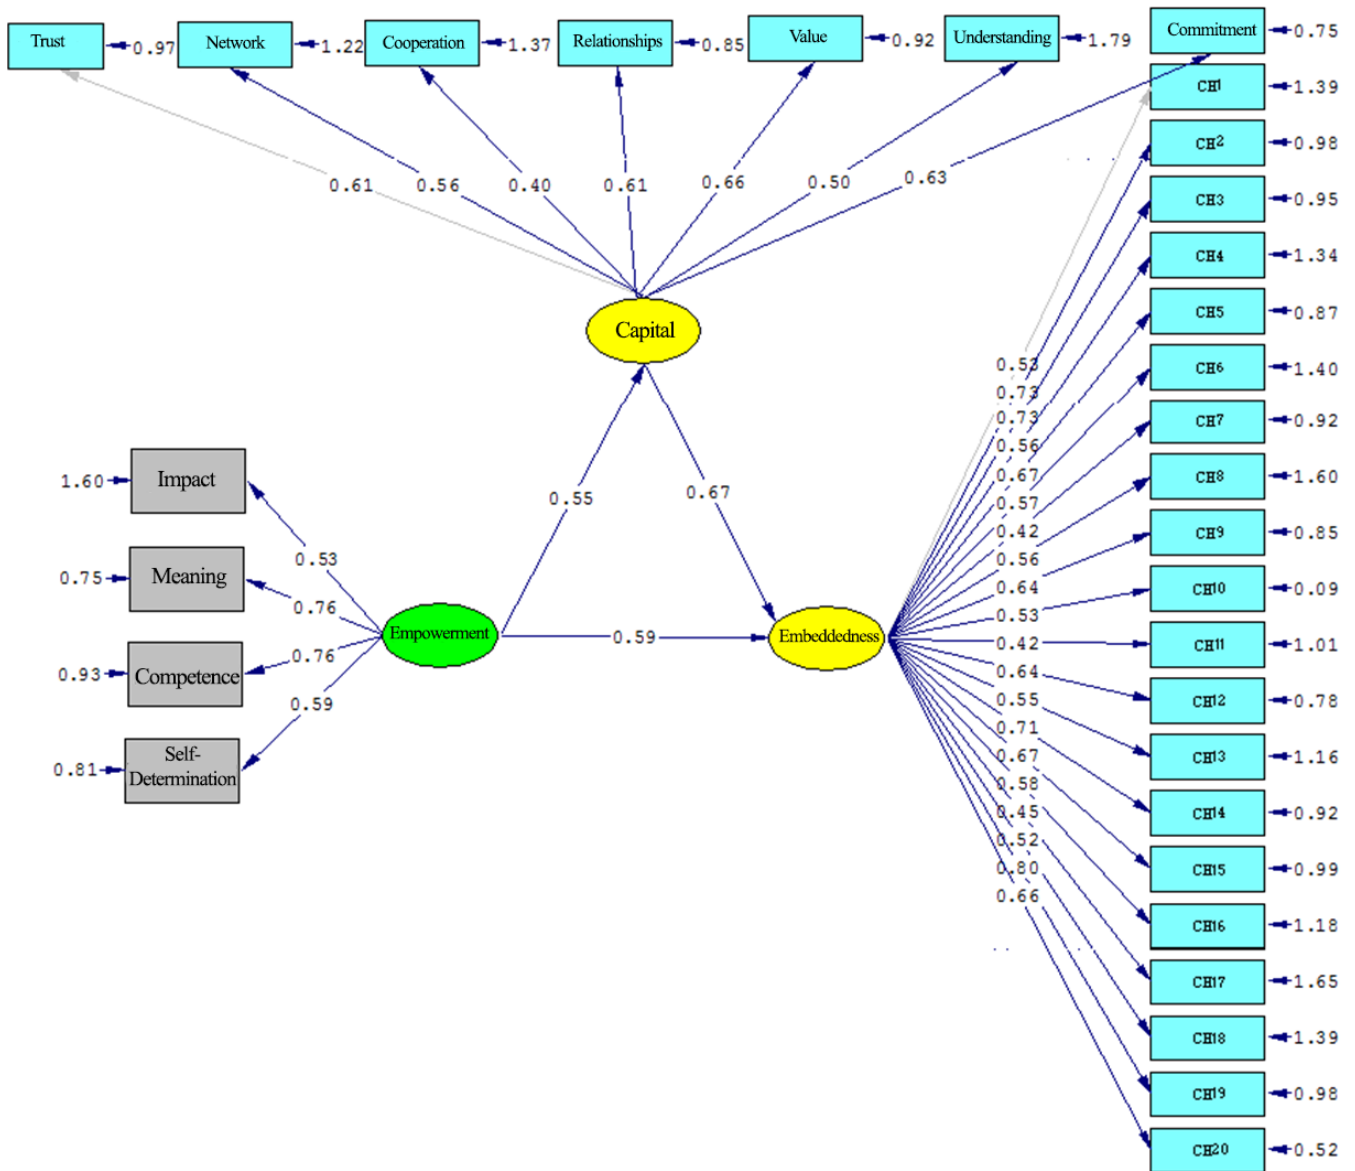 Trust 0.97 Network 1.22 Cooperation 1.37 Relationships 0.85 Value 0.92 Understanding 1.79 Commitment 0.75
CH1 1.39
CH2 0.98
0.61 0.56 0.40 0.61 0.66 0.50 0.63
CH3 0.95
CH4 1.34
CH5 0.87
Capital
0.53
CH6 1.40
0.73
0.73
CH7 0.92
0.56
Impact
1.60
0.67
CH8 1.60
0.55
0.67
0.57
0.42
CH9 0.85
0.53
0.56
Meaning
0.75
0.64
CH10 0.09
0.76
0.53
Empowerment
0.59
Embeddedness
0.42
CH11 1.01
0.76
Competence
0.93
0.64
CH12 0.78
0.59
0.55
0.71
Self-
Determination
0.81
0.67
CH13 1.16
0.58
0.45
CH14 0.92
0.52
0.80
CH15 0.99
0.66
CH16 1.18
CH17 1.65
CH18 1.39
CH19 0.98
CH20 0.52